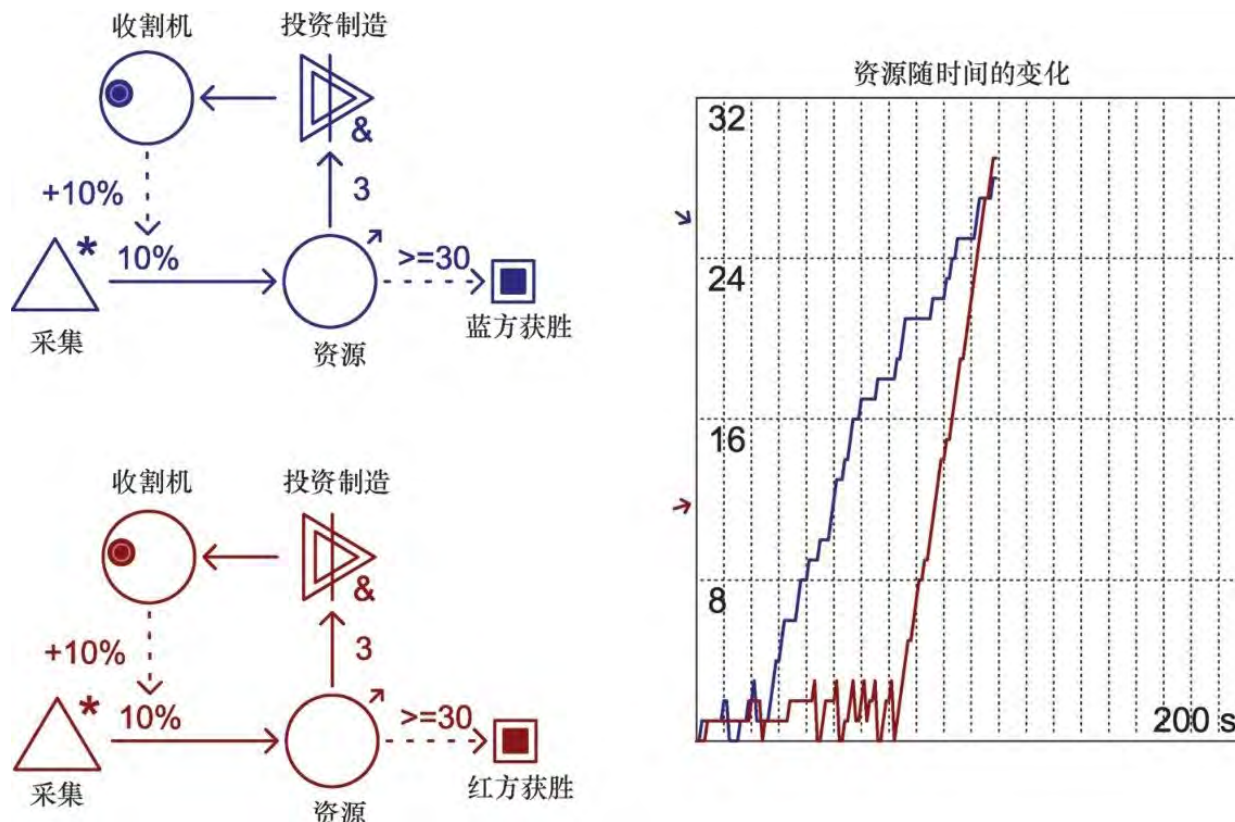 收割机
投资制造
&
+10%
3
*
10%
>=30
采集
资源
蓝方获胜
收割机
投资制造
&
+10%
3
*
10%
>=30
采集
资源
红方获胜
资源随时间的变化
32
24
16
8
200 s